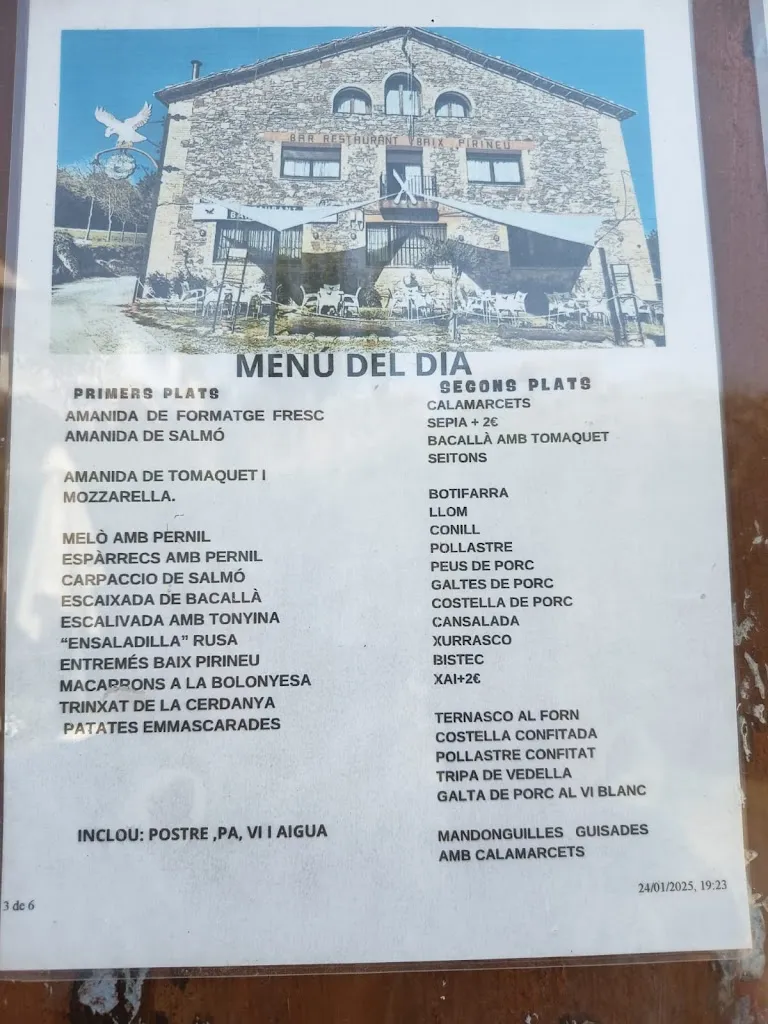 BAR RESTAURANT BAIX PIRINEU
MENÚ DEL DIA
PRIMERS PLATS
AMANIDA DE FORMATGE FRESC
AMANIDA DE SALMÓ
AMANIDA DE TOMAQUET I
MOZZARELLA.
MELÒ AMB PERNIL
ESPÀRRECS AMB PERNIL
CARPACCIO DE SALMÓ
ESCAIXADA DE BACALLÀ
ESCALIVADA AMB TONYINA
“ENSALADILLA” RUSA
ENTREMÉS BAIX PIRINEU
MACARRONS A LA BOLONYESA
TRINXAT DE LA CERDANYA
PATATES EMMASCARADES
INCLOU: POSTRE ,PA, VI I AIGUA
SEGONS PLATS
CALAMARCETS
SEPIA + 2€
BACALLÀ AMB TOMAQUET
SEITONS
BOTIFARRA
LLOM
CONILL
POLLASTRE
PEUS DE PORC
GALTES DE PORC
COSTELLA DE PORC
CANSALADA
XURRASCO
BISTEC
XAI+2€
TERNASCO AL FORN
COSTELLA CONFITADA
POLLASTRE CONFITAT
TRIPA DE VEDELLA
GALTA DE PORC AL VI BLANC
MANDONGUILLES GUISADES
AMB CALAMARCETS
24/01/2025, 19:23
3 de 6